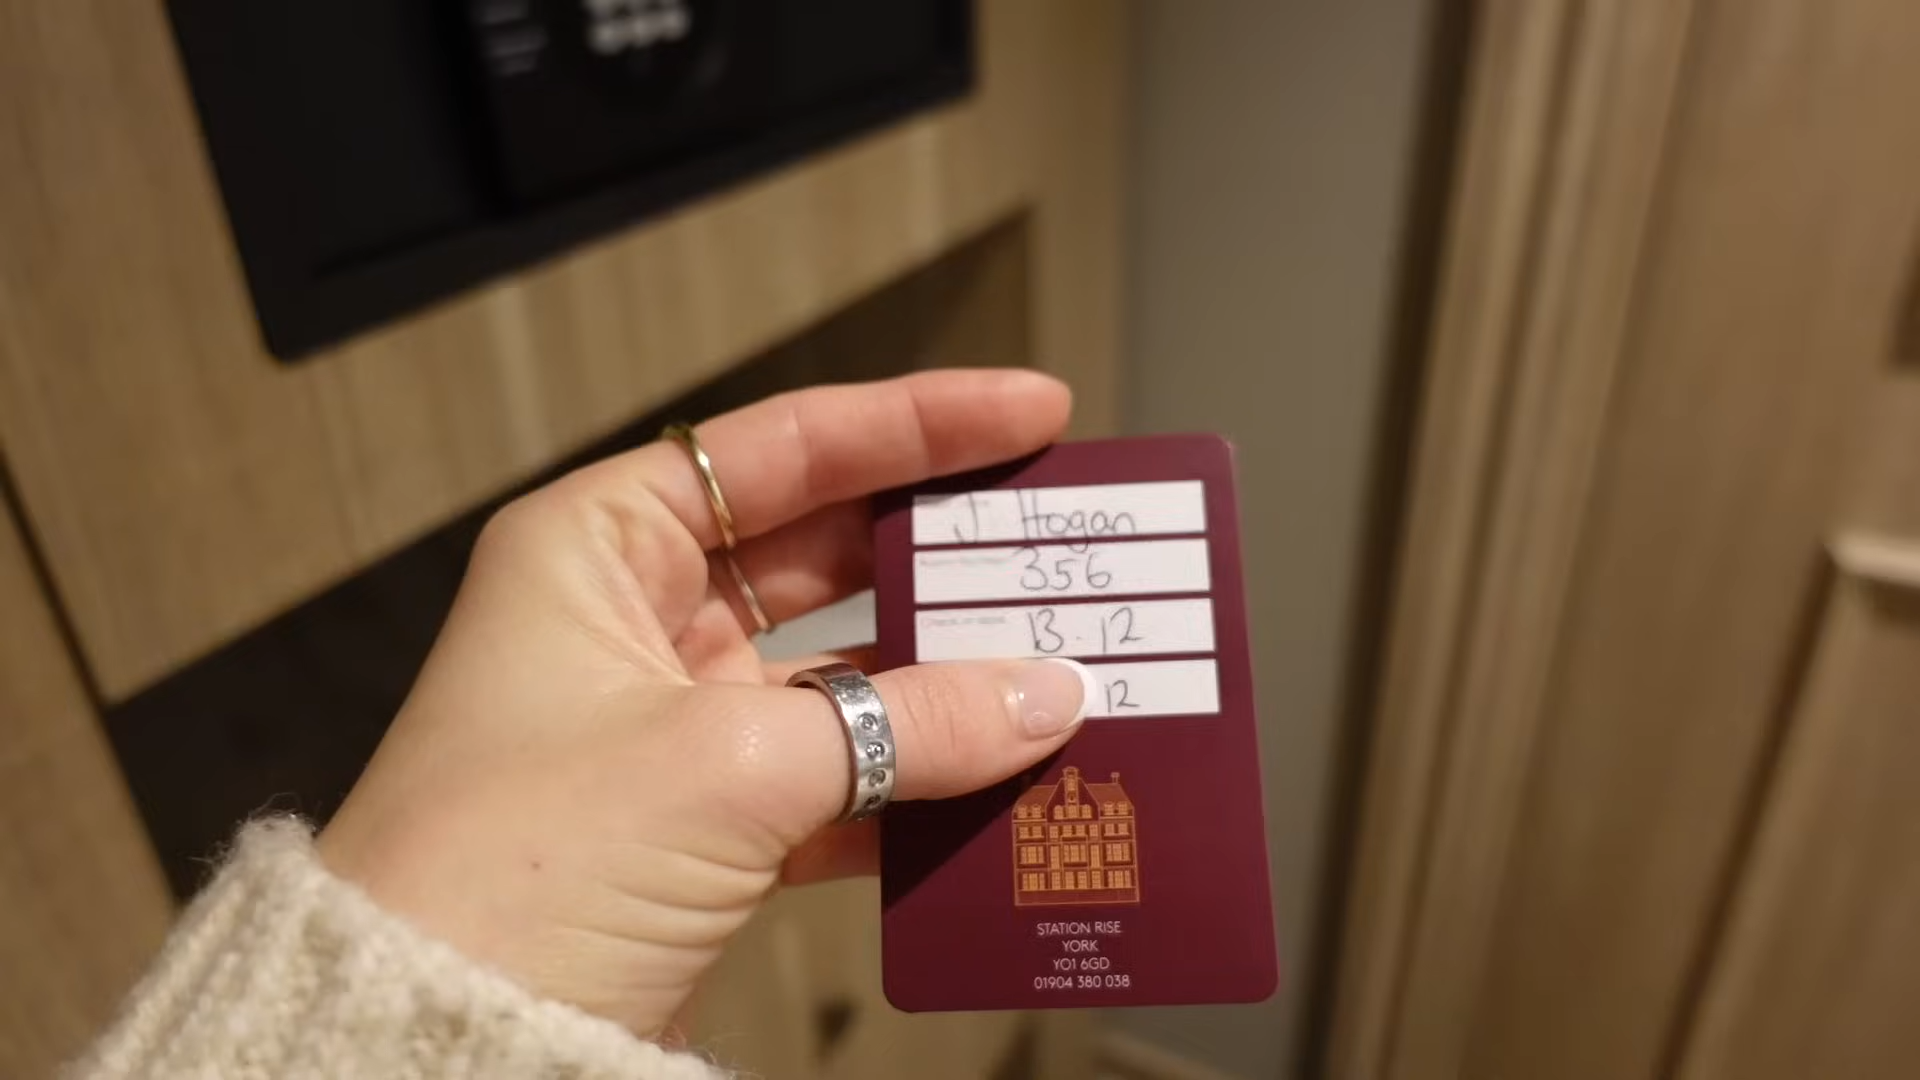 J Hogan
356
13.12
12
STATION RISE
YORK
YO1 6GD
01904 380 038